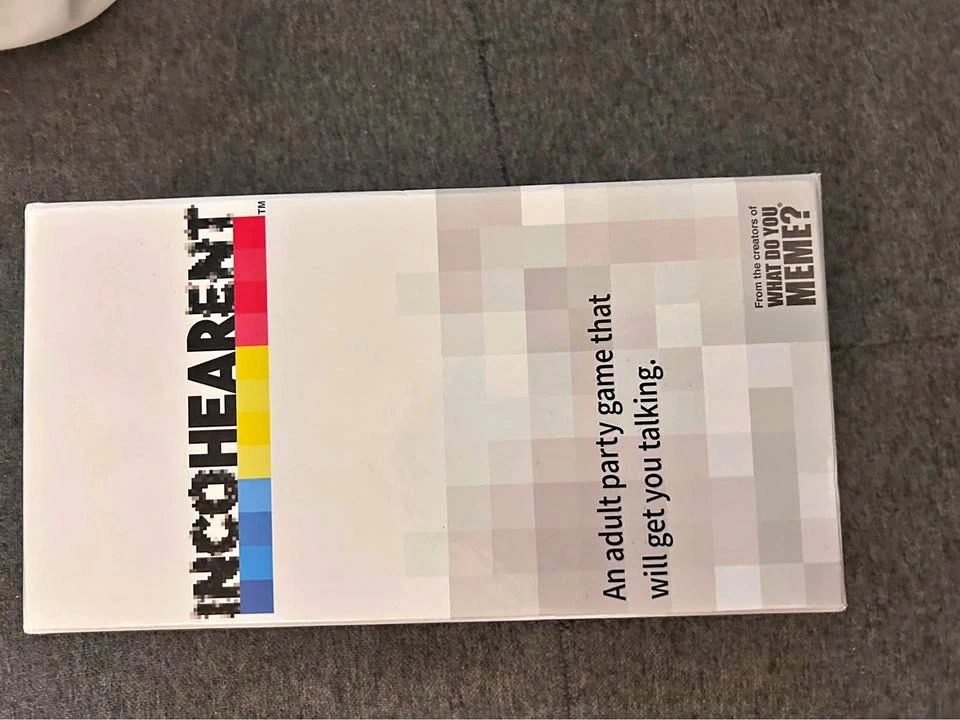 INCOHEARENT™
An adult party game that
will get you talking.
From the creators of
WHAT DO YOU
MEME?®